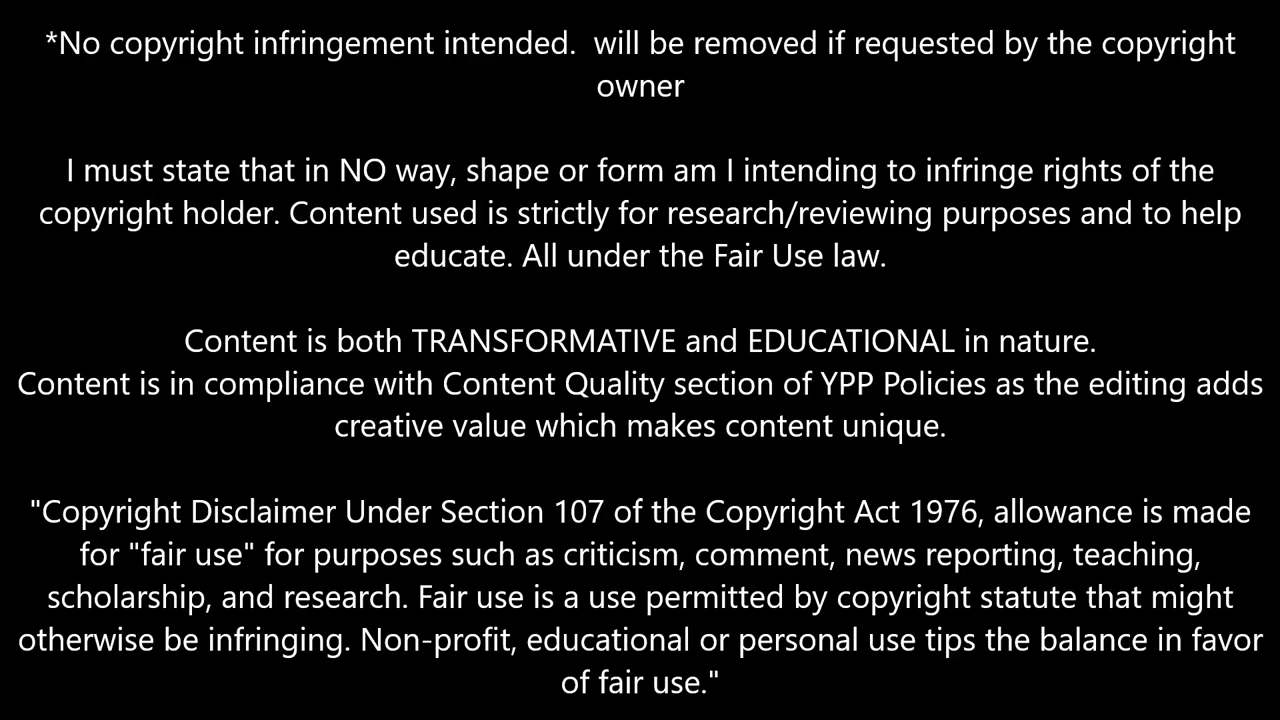 *No copyright infringement intended.  will be removed if requested by the copyright
owner
I must state that in NO way, shape or form am I intending to infringe rights of the
copyright holder. Content used is strictly for research/reviewing purposes and to help
educate. All under the Fair Use law.
Content is both TRANSFORMATIVE and EDUCATIONAL in nature.
Content is in compliance with Content Quality section of YPP Policies as the editing adds
creative value which makes content unique.
"Copyright Disclaimer Under Section 107 of the Copyright Act 1976, allowance is made
for "fair use" for purposes such as criticism, comment, news reporting, teaching,
scholarship, and research. Fair use is a use permitted by copyright statute that might
otherwise be infringing. Non-profit, educational or personal use tips the balance in favor
of fair use."